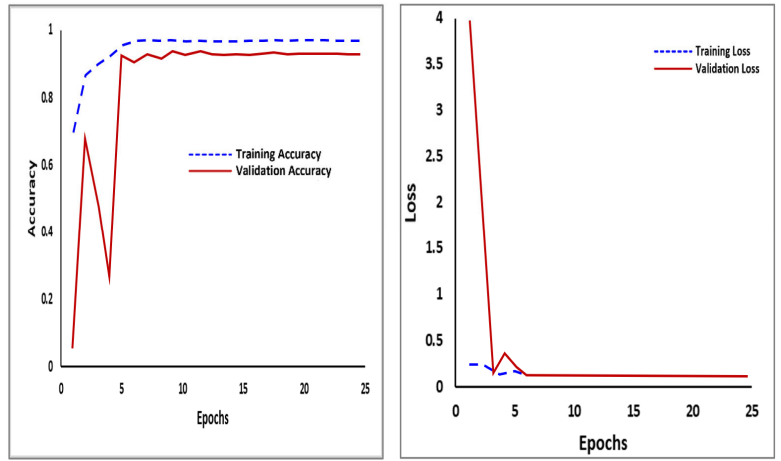 1
0.8
0.6
0.4
0.2
0
0 5 10 15 20 25
Accuracy
Epochs
Training Accuracy
Validation Accuracy
4
3.5
3
2.5
2
1.5
1
0.5
0
0 5 10 15 20 25
Loss
Epochs
Training Loss
Validation Loss